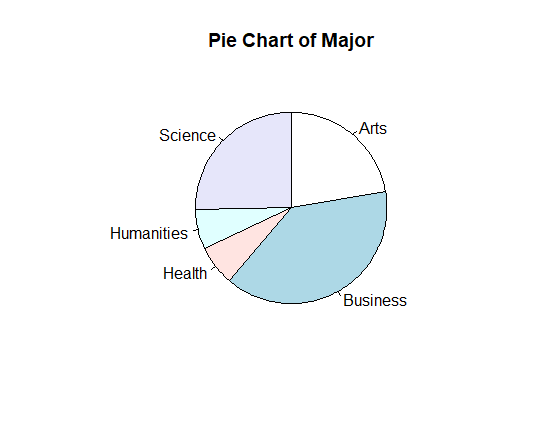 Pie Chart of Major
Arts
Science
Humanities
Health
Business